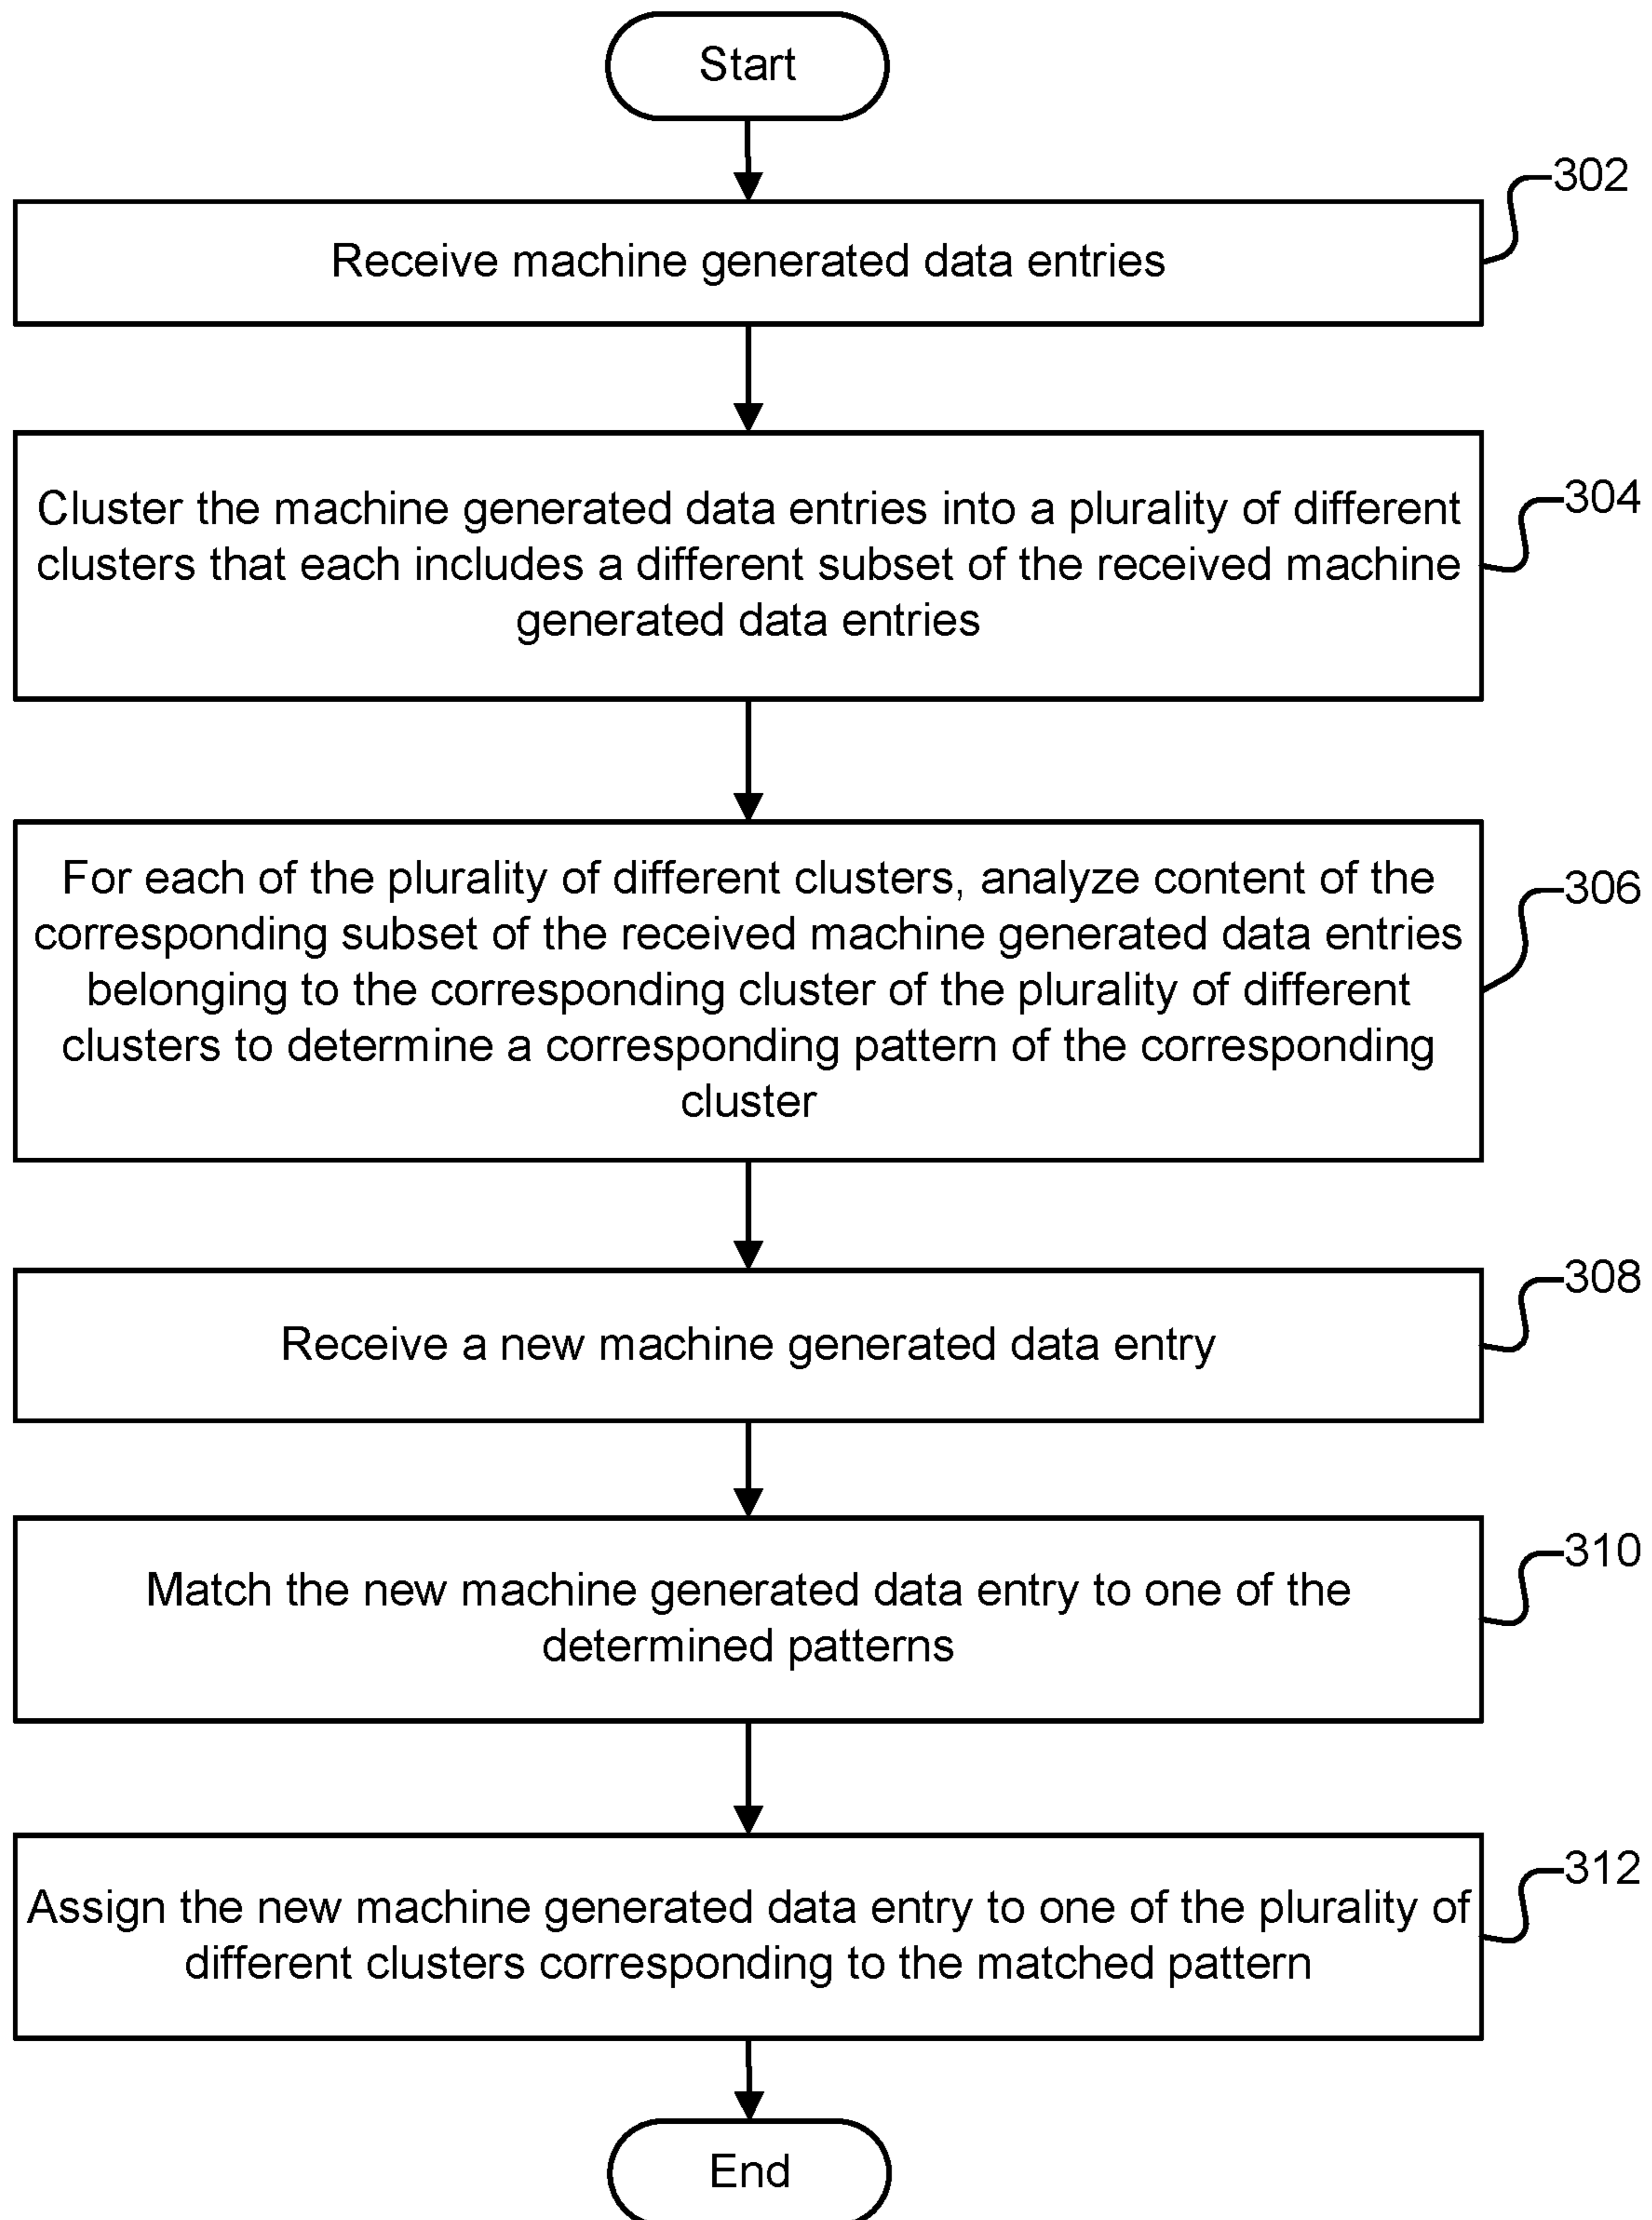 Start
302
Receive machine generated data entries
304
Cluster the machine generated data entries into a plurality of different
clusters that each includes a different subset of the received machine
generated data entries
306
For each of the plurality of different clusters, analyze content of the
corresponding subset of the received machine generated data entries
belonging to the corresponding cluster of the plurality of different
clusters to determine a corresponding pattern of the corresponding
cluster
308
Receive a new machine generated data entry
310
Match the new machine generated data entry to one of the
determined patterns
312
Assign the new machine generated data entry to one of the plurality of
different clusters corresponding to the matched pattern
End